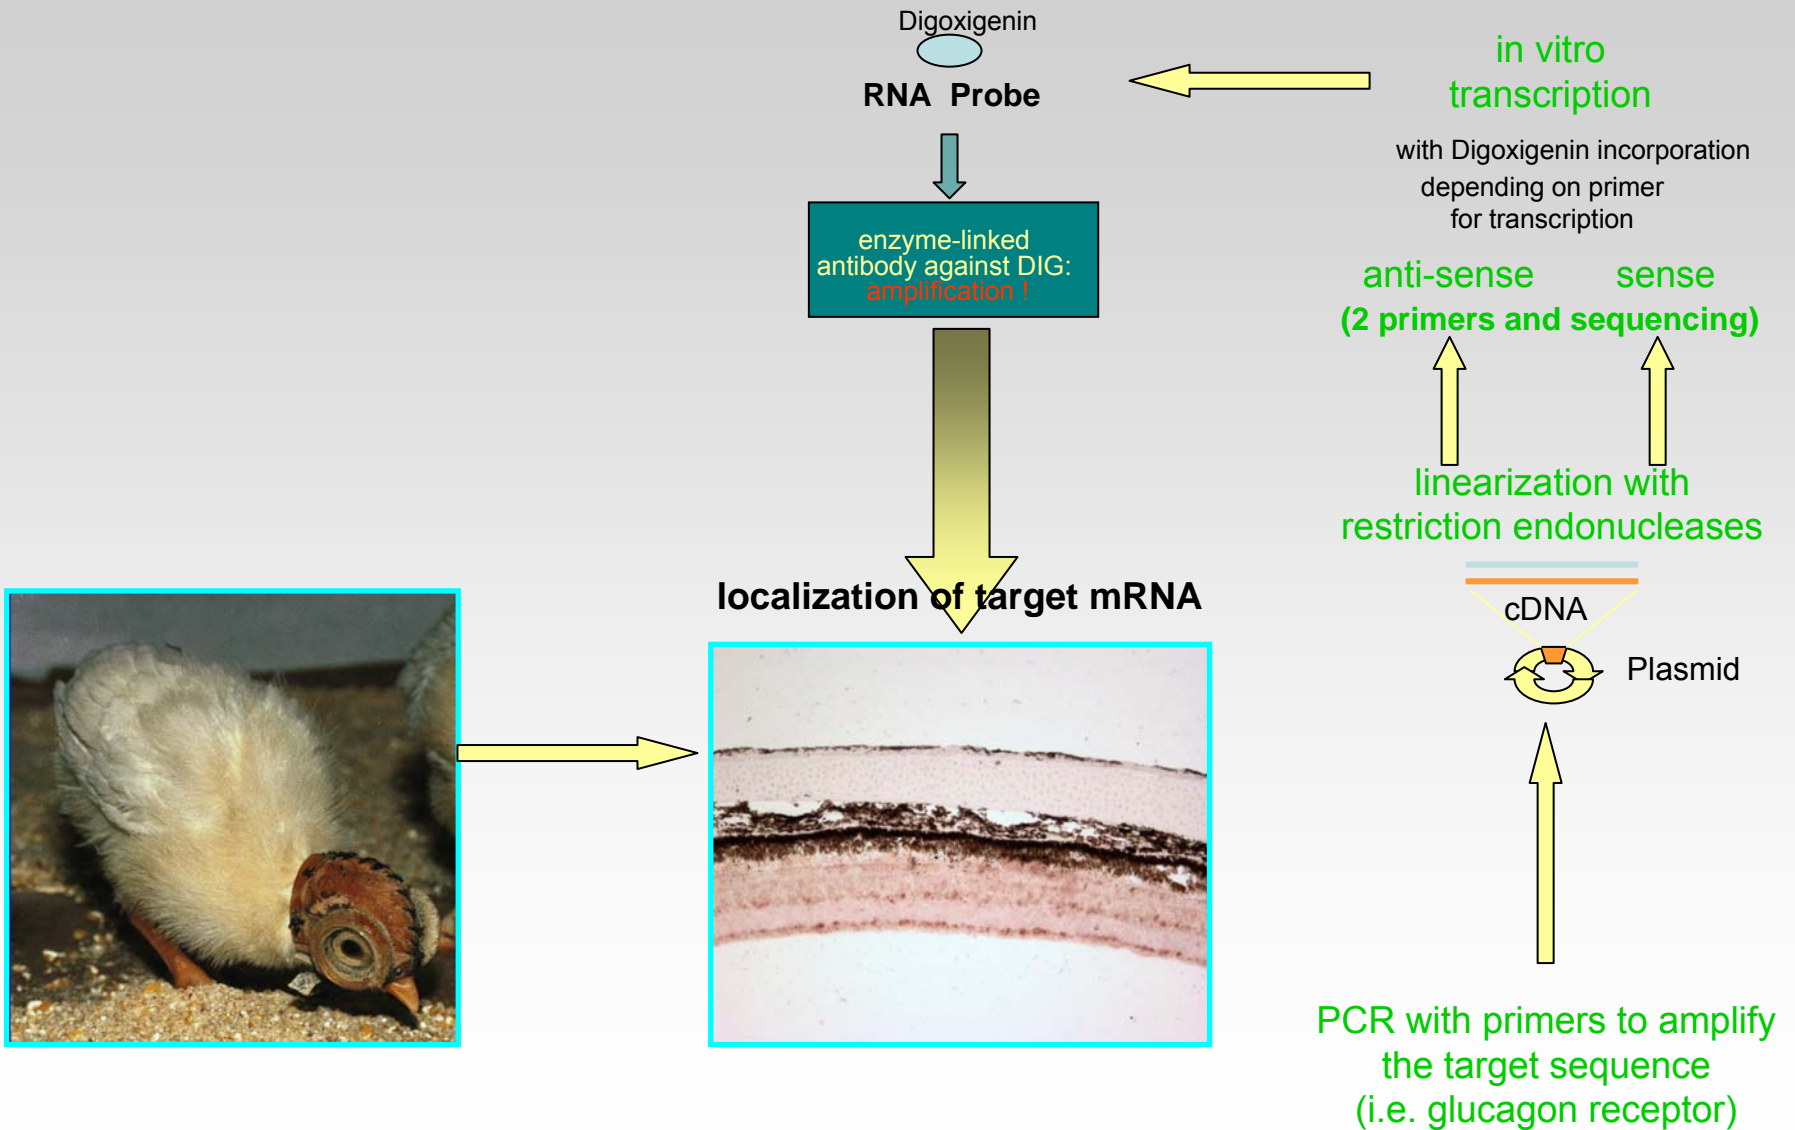 Digoxigenin
RNA  Probe
enzyme-linked
antibody against DIG:
amplification !
localization of target mRNA
in vitro
transcription
with Digoxigenin incorporation
depending on primer
for transcription
anti-sense sense
(2 primers and sequencing)
linearization with
restriction endonucleases
cDNA
Plasmid
PCR with primers to amplify
the target sequence
(i.e. glucagon receptor)